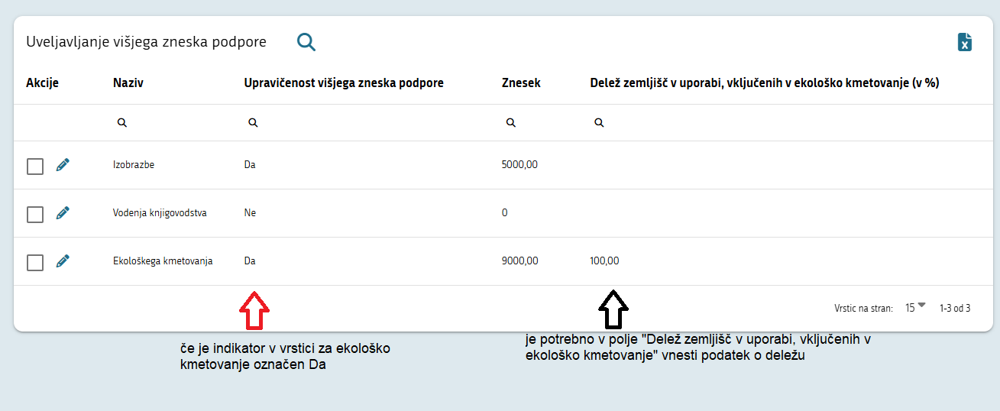 Uveljavljanje višjega zneska podpore
Akcije Naziv Upravičenost višjega zneska podpore Znesek Delež zemljišč v uporabi, vključenih v ekološko kmetovanje (v %)
Izobrazbe Da 5000,00
Vodenja knjigovodstva Ne 0
Ekološkega kmetovanja Da 9000,00 100,00
Vrstic na stran: 15 1-3 od 3
če je indikator v vrstici za ekološko
kmetovanje označen Da
je potrebno v polje "Delež zemljišč v uporabi, vključenih v
ekološko kmetovanje" vnesti podatek o deležu